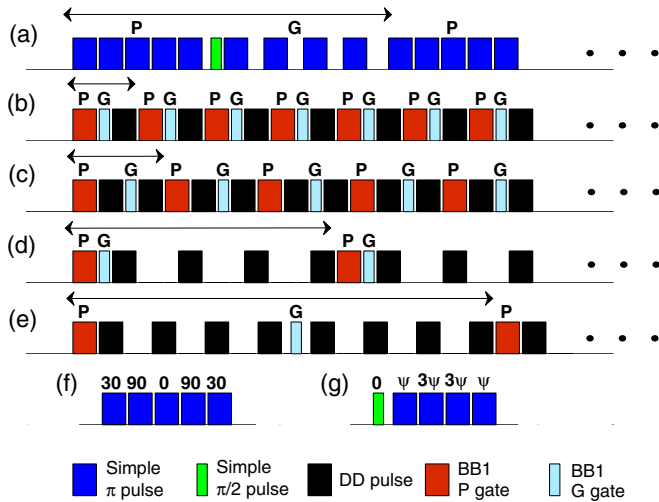 P G P
(a)
(b)
P G P G P G P G P G P G P G
(c)
P G P G P G P G P G
(d)
P G P G
(e)
P G P
(f)
30 90 0 90 30
(g)
0 ψ 3ψ 3ψ ψ
Simple π pulse
Simple π/2 pulse
DD pulse
BB1 P gate
BB1 G gate